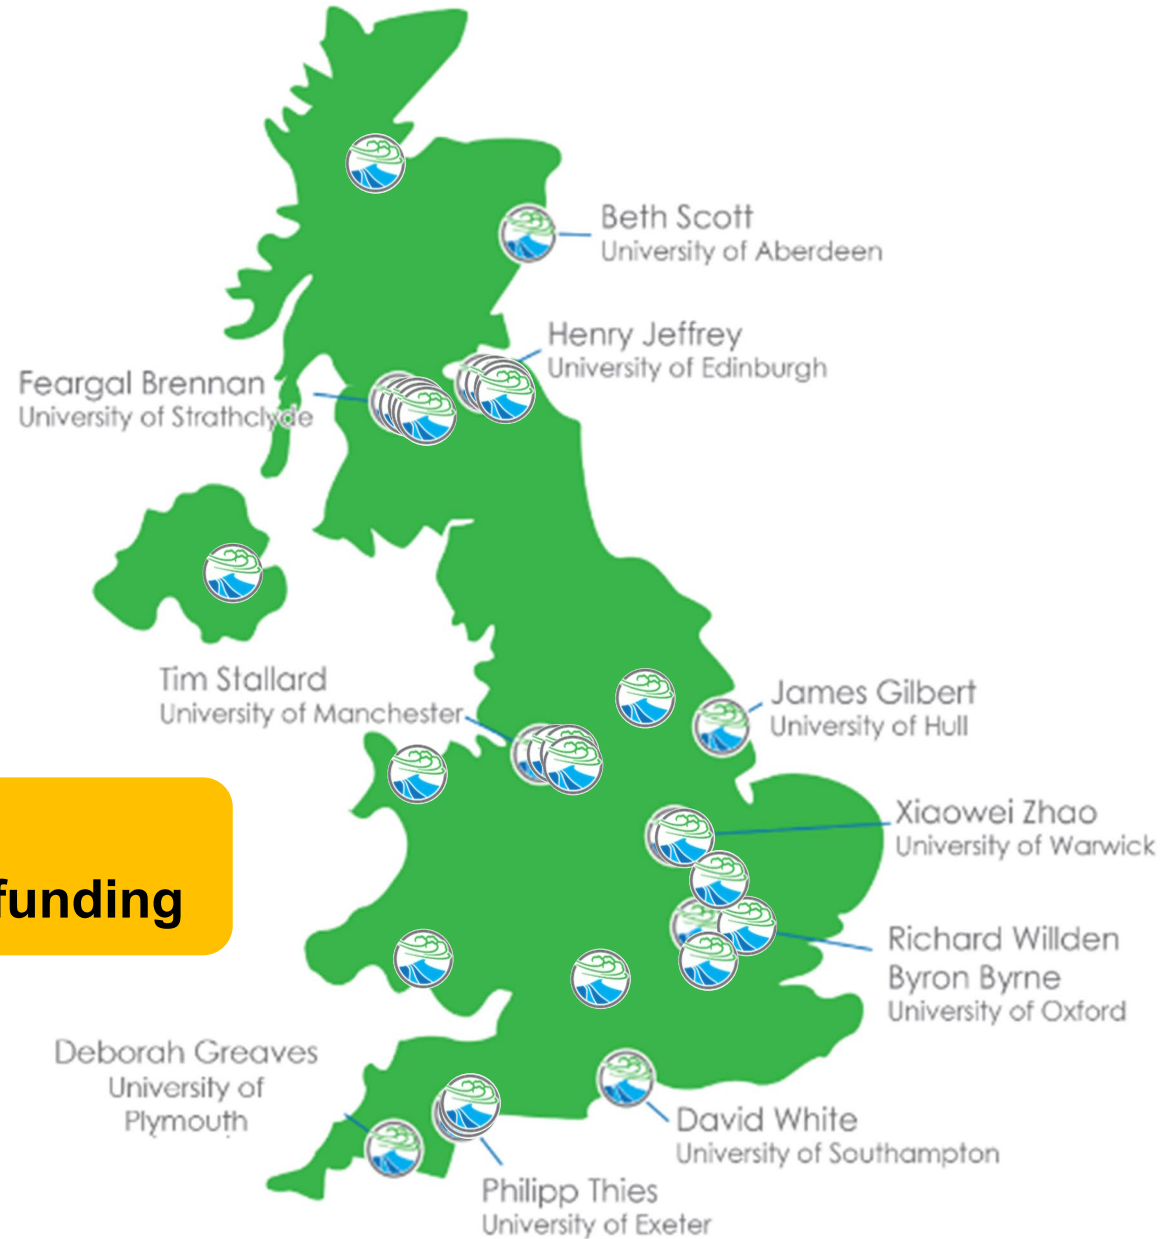 Beth Scott
University of Aberdeen
Henry Jeffrey
University of Edinburgh
Feargal Brennan
University of Strathclyde
Tim Stallard
University of Manchester
James Gilbert
University of Hull
Xiaowei Zhao
University of Warwick
funding
Richard Willden
Byron Byrne
University of Oxford
Deborah Greaves
University of
Plymouth
David White
University of Southampton
Philipp Thies
University of Exeter